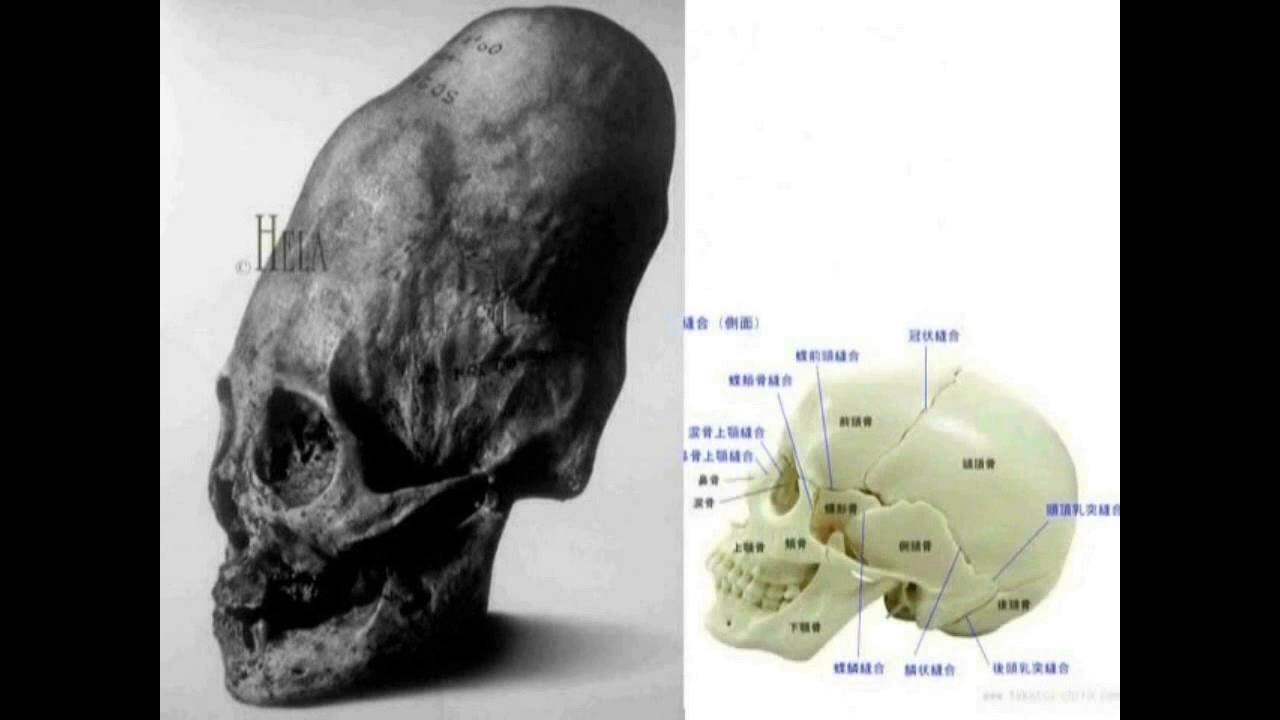 © HELA
縫合（側面）
冠状縫合
蝶前頭縫合
蝶頬骨縫合
涙骨上顎縫合
鼻骨上顎縫合
鼻骨
涙骨
前頭骨
頭頂骨
蝶形骨
側頭骨
頭頂乳突縫合
上顎骨
頬骨
後頭骨
下顎骨
蝶鱗縫合
鱗状縫合
後頭乳突縫合